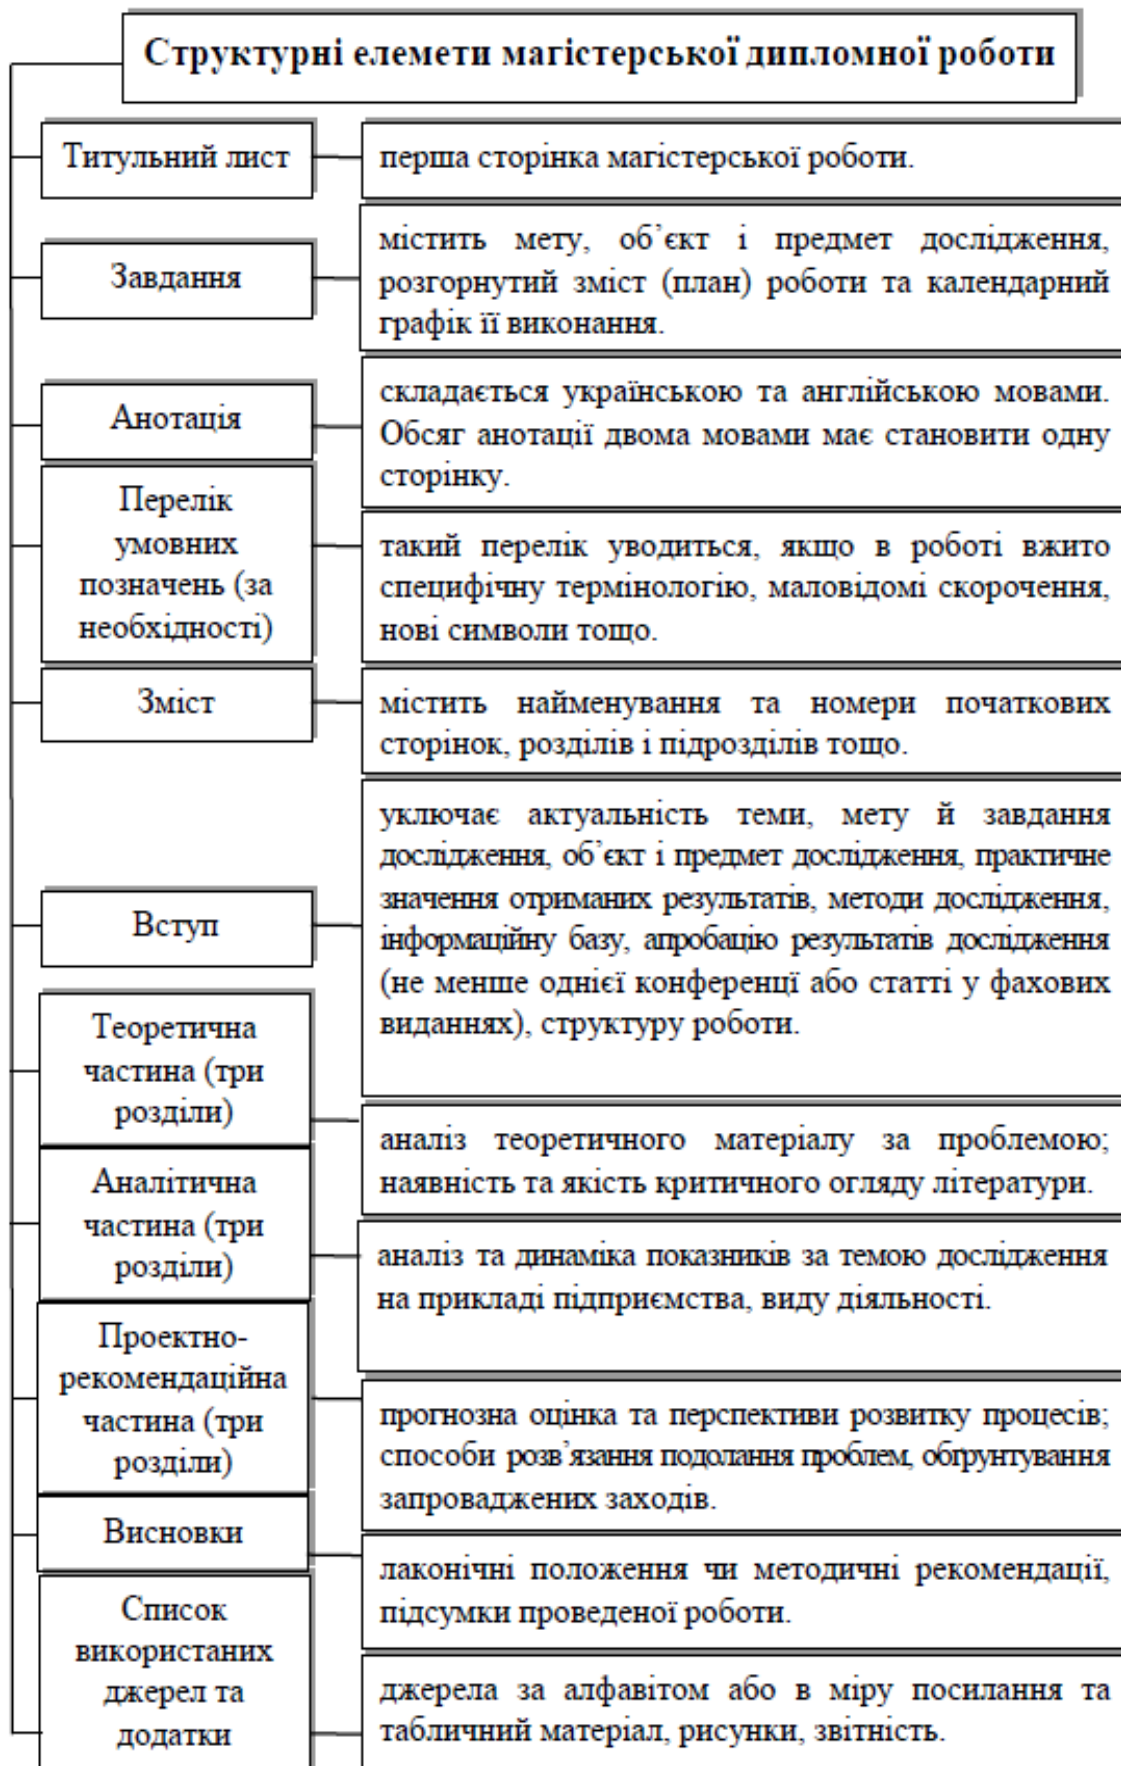 Структурні елемети магістерської дипломної роботи
Титульний лист
перша сторінка магістерської роботи.
Завдання
містить мету, об’єкт і предмет дослідження,
розгорнутий зміст (план) роботи та календарний
графік її виконання.
Анотація
складається українською та англійською мовами.
Обсяг анотації двома мовами має становити одну
сторінку.
Перелік
умовних
позначень (за
необхідності)
такий перелік уводиться, якщо в роботі вжито
специфічну термінологію, маловідомі скорочення,
нові символи тощо.
Зміст
містить найменування та номери початкових
сторінок, розділів і підрозділів тощо.
Вступ
уключає актуальність теми, мету й завдання
дослідження, об’єкт і предмет дослідження, практичне
значення отриманих результатів, методи дослідження,
інформаційну базу, апробацію результатів дослідження
(не менше однієї конференцї або статті у фахових
виданнях), структуру роботи.
Теоретична
частина (три
розділи)
аналіз теоретичного матеріалу за проблемою;
наявність та якість критичного огляду літератури.
Аналітична
частина (три
розділи)
аналіз та динаміка показників за темою дослідження
на прикладі підприємства, виду діяльності.
Проектно-
рекомендаційна
частина (три
розділи)
прогнозна оцінка та перспективи розвитку процесів;
способи розв’язання подолання проблем, обґрунтування
запроваджених заходів.
Висновки
лаконічні положення чи методичні рекомендації,
підсумки проведеної роботи.
Список
використаних
джерел та
додатки
джерела за алфавітом або в міру посилання та
табличний матеріал, рисунки, звітність.